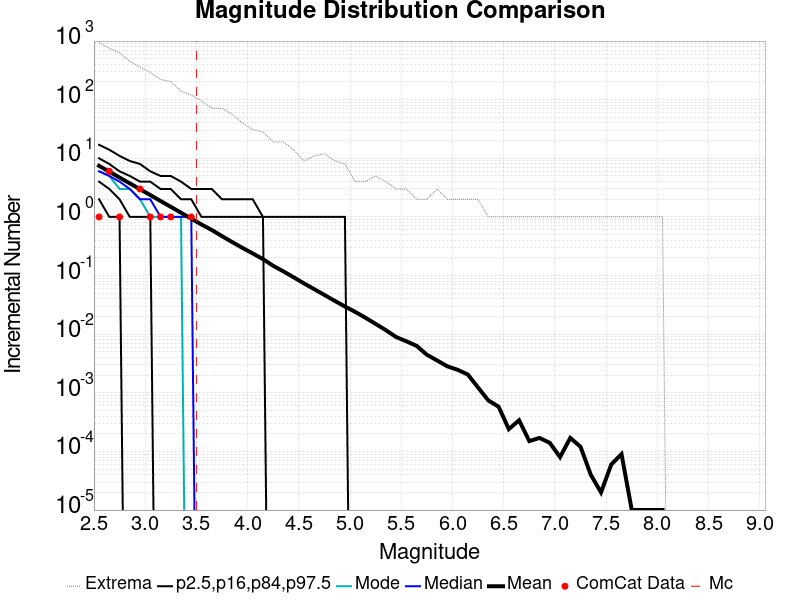 Magnitude Distribution Comparison
10^3
10^2
10^1
10^0
10^-1
10^-2
10^-3
10^-4
10^-5
Incremental Number
2.5 3.0 3.5 4.0 4.5 5.0 5.5 6.0 6.5 7.0 7.5 8.0 8.5 9.0
Magnitude
Extrema p2.5,p16,p84,p97.5 Mode Median Mean ComCat Data Mc